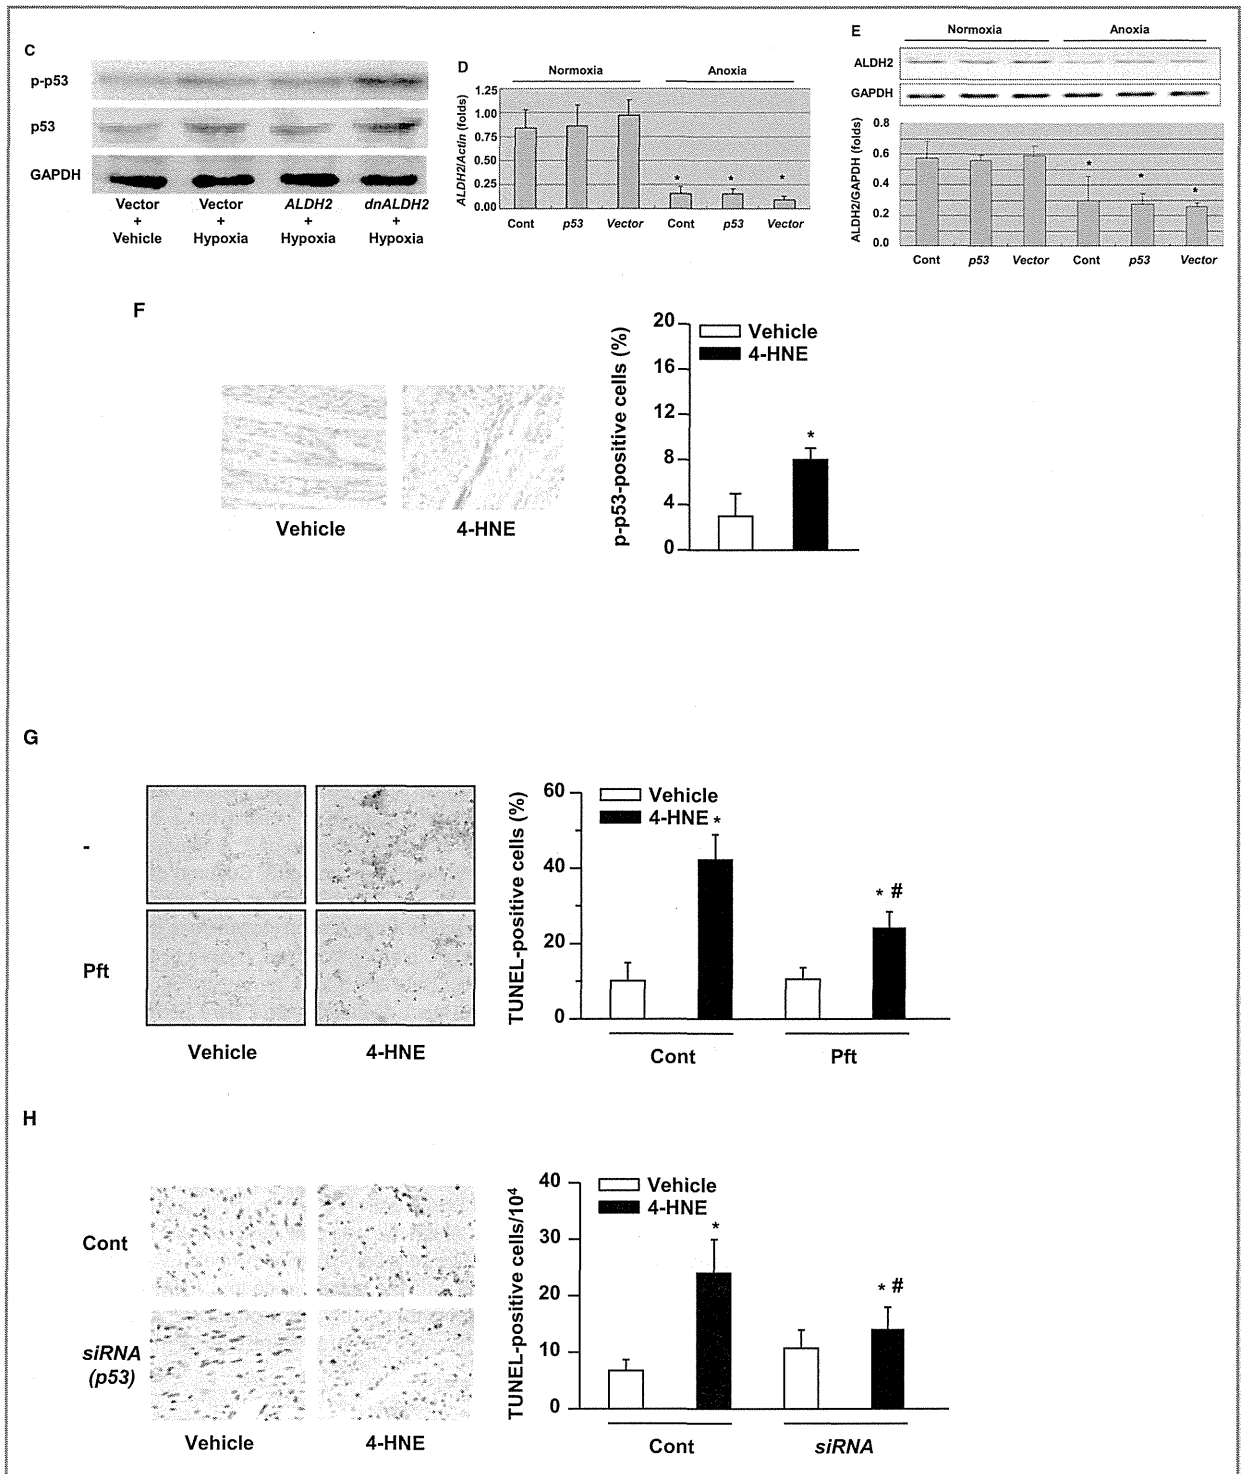 C
p-p53
p53
GAPDH
Vector + Vehicle
Vector + Hypoxia
ALDH2 + Hypoxia
dnALDH2 + Hypoxia
D
Normoxia
Anoxia
ALDH2/Actin (folds)
1.25
1.00
0.75
0.50
0.25
0.00
* * *
Cont p53 Vector Cont p53 Vector
E
Normoxia
Anoxia
ALDH2
GAPDH
ALDH2/GAPDH (folds)
0.8
0.6
0.4
0.2
0.0
* * *
Cont p53 Vector Cont p53 Vector
F
Vehicle
4-HNE
p-p53-positive cells (%)
20
16
12
8
4
0
Vehicle
4-HNE
*
G
-
Pft
Vehicle
4-HNE
TUNEL-positive cells (%)
60
40
20
0
Vehicle
4-HNE
*
* #
Cont
Pft
H
Cont
siRNA
(p53)
Vehicle
4-HNE
TUNEL-positive cells/10⁴
40
30
20
10
0
Vehicle
4-HNE
*
* #
Cont
siRNA